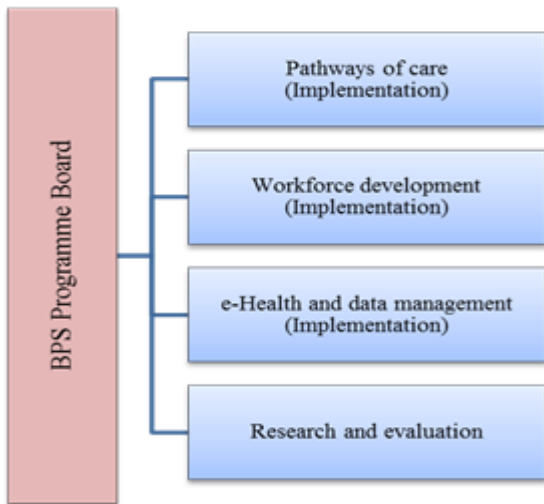 BPS Programme Board
Pathways of care
(Implementation)
Workforce development
(Implementation)
e-Health and data management
(Implementation)
Research and evaluation